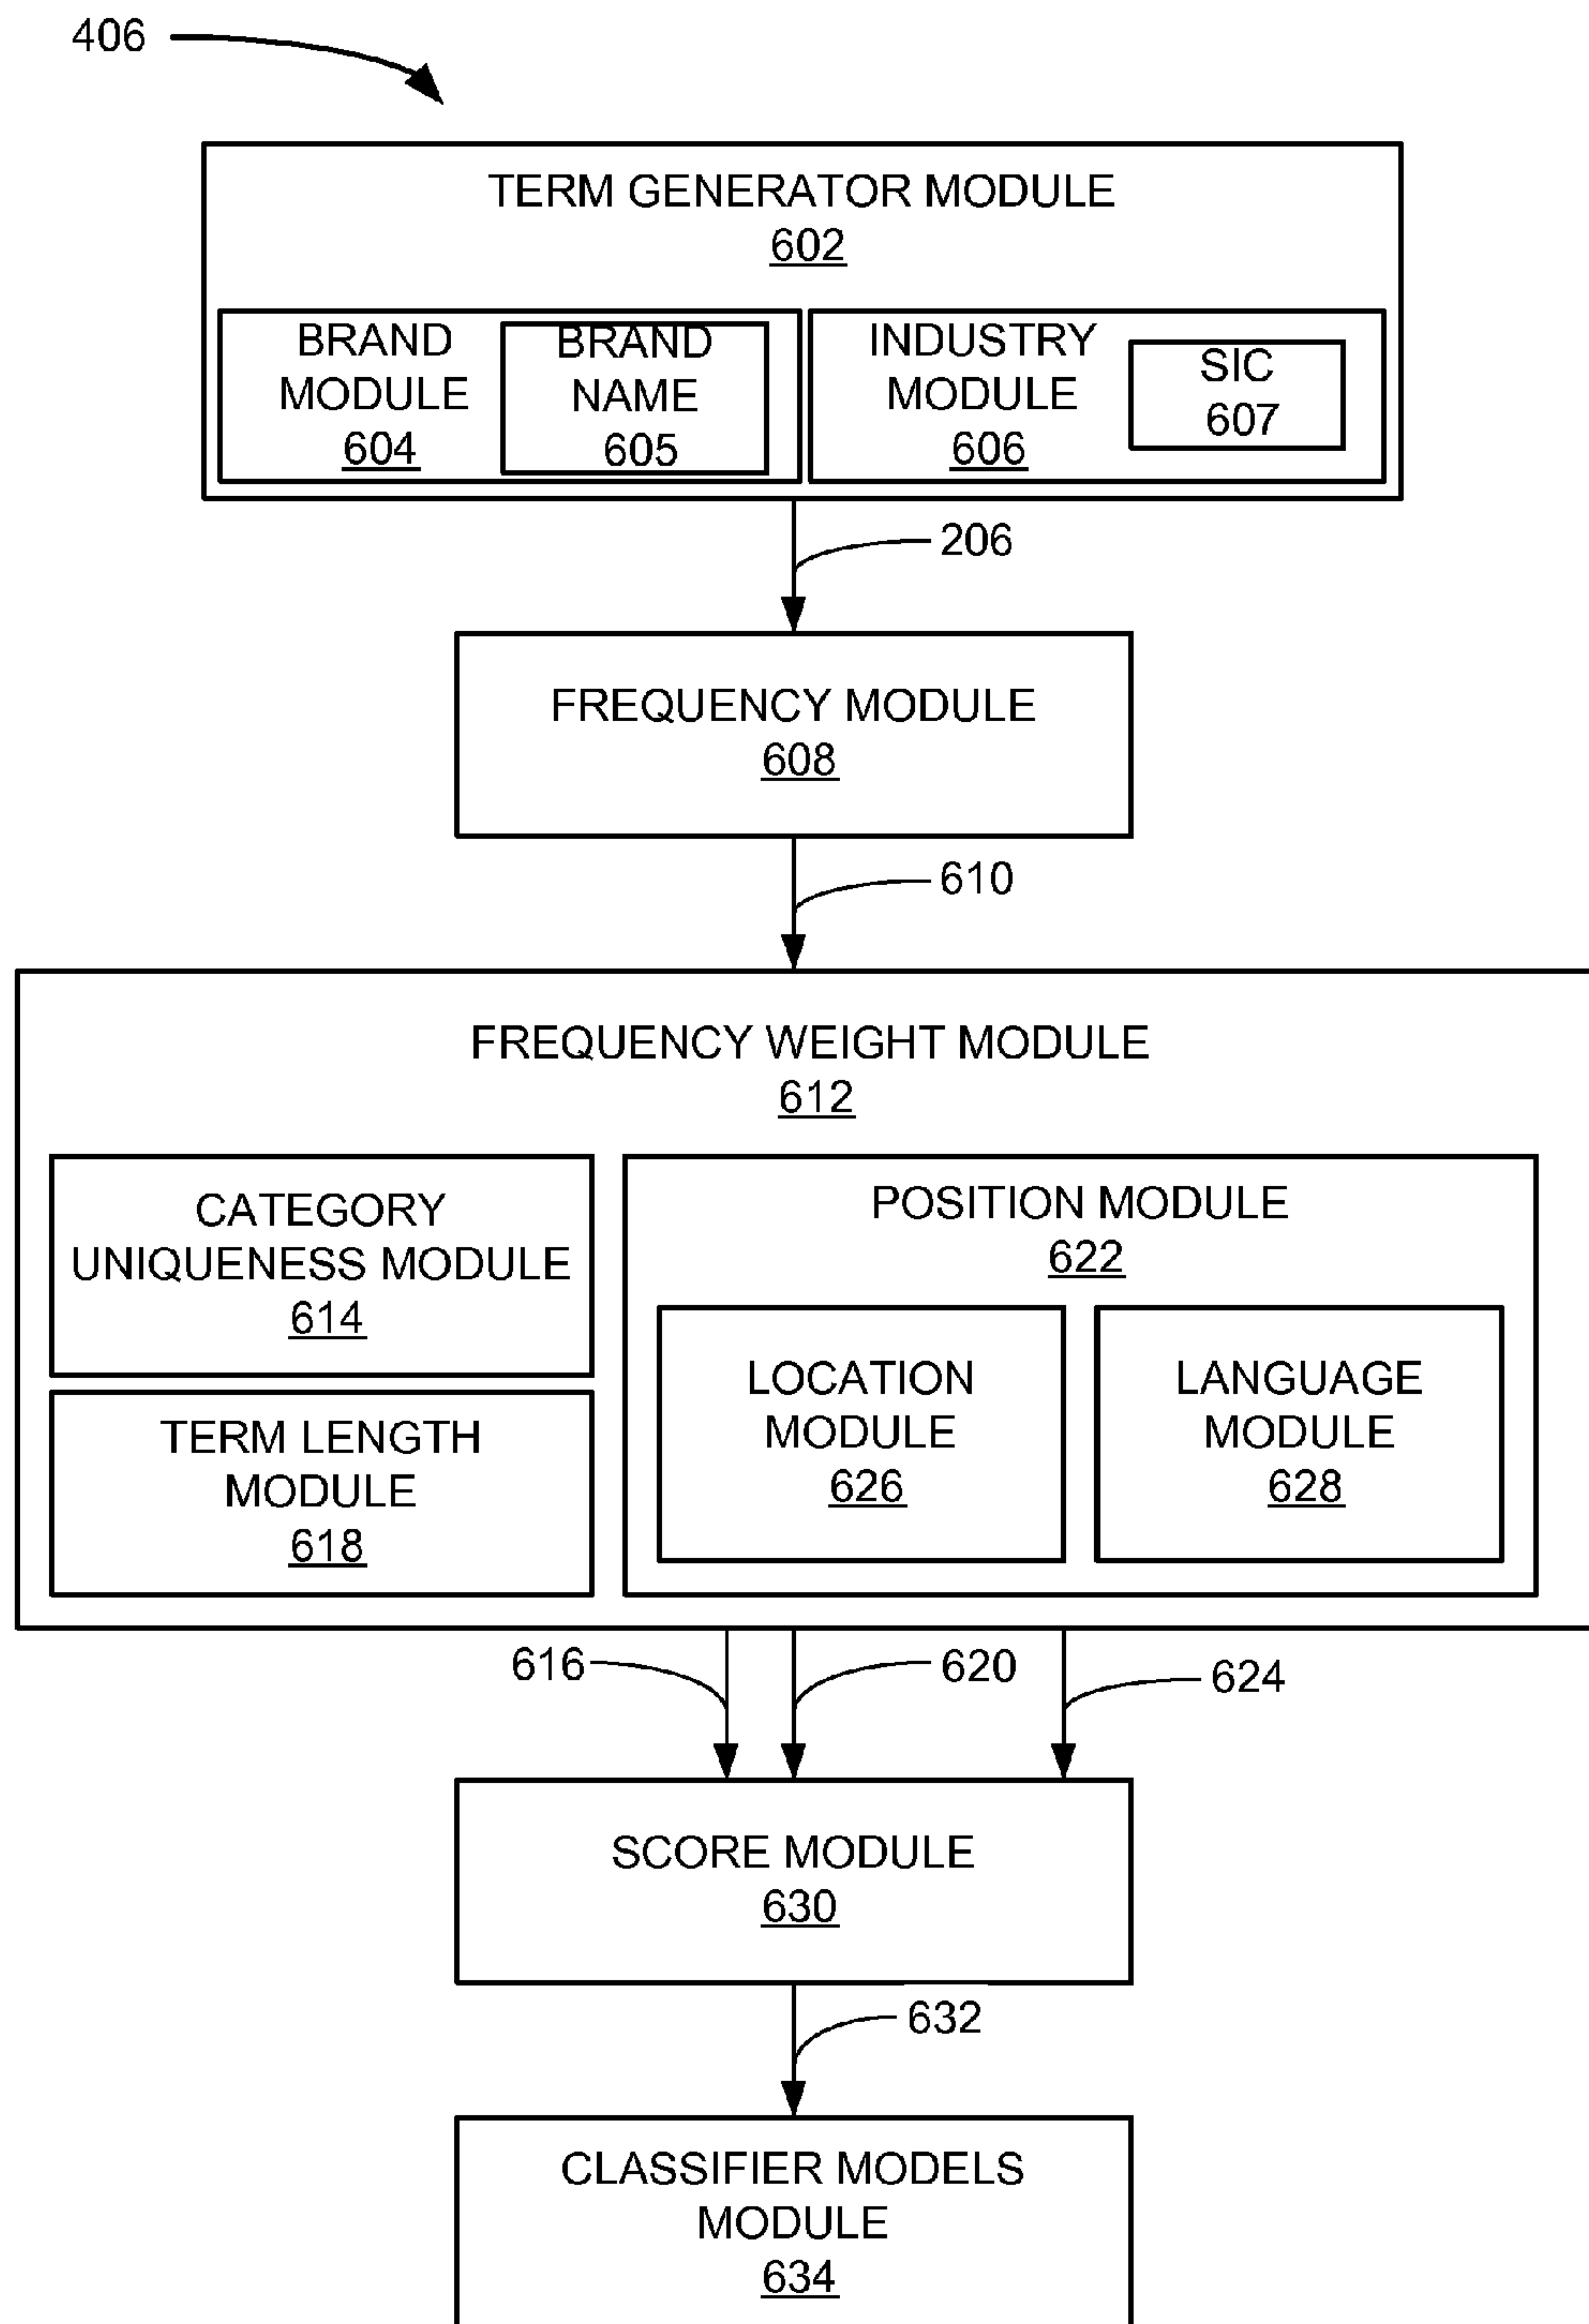 406
TERM GENERATOR MODULE
602
BRAND
MODULE
604
BRAND
NAME
605
INDUSTRY
MODULE
606
SIC
607
206
FREQUENCY MODULE
608
610
FREQUENCY WEIGHT MODULE
612
CATEGORY
UNIQUENESS MODULE
614
TERM LENGTH
MODULE
618
POSITION MODULE
622
LOCATION
MODULE
626
LANGUAGE
MODULE
628
616
620
624
SCORE MODULE
630
632
CLASSIFIER MODELS
MODULE
634